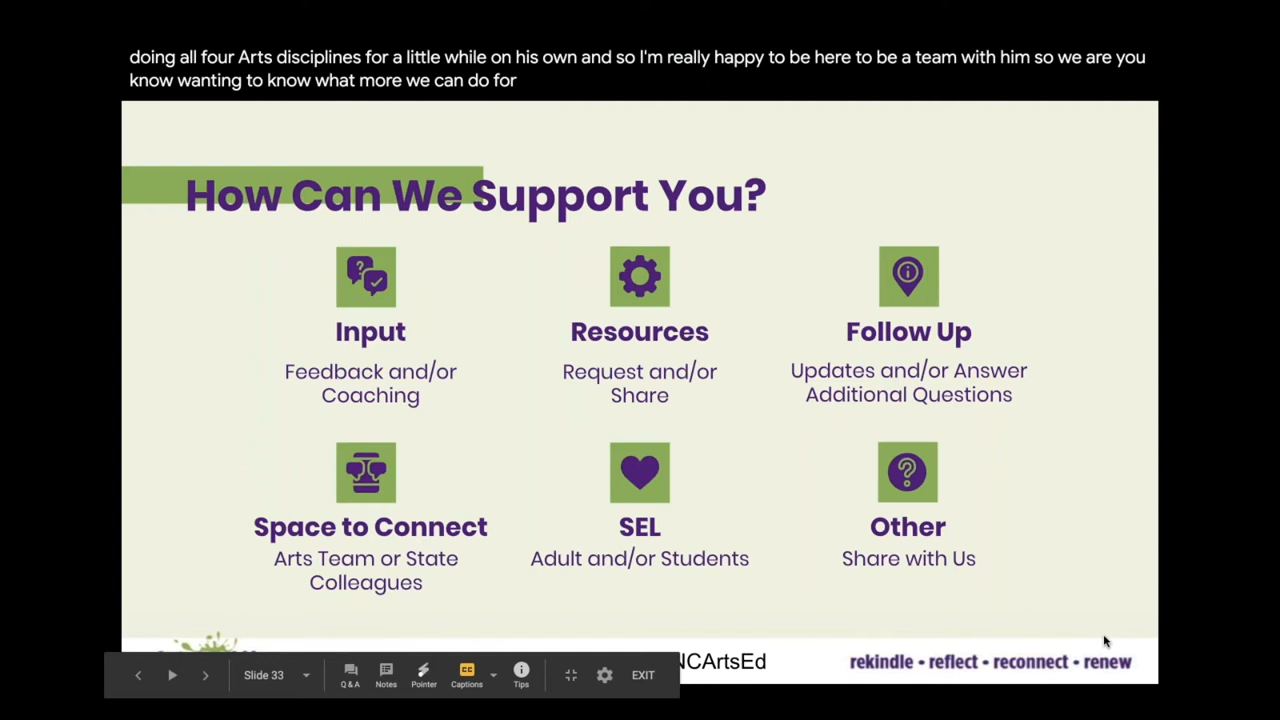 doing all four Arts disciplines for a little while on his own and so I'm really happy to be here to be a team with him so we are you
know wanting to know what more we can do for
How Can We Support You?
Input
Feedback and/or
Coaching
Resources
Request and/or
Share
Follow Up
Updates and/or Answer
Additional Questions
Space to Connect
Arts Team or State
Colleagues
SEL
Adult and/or Students
Other
Share with Us
NCArtsEd
rekindle • reflect • reconnect • renew
Slide 33
Q & A
Notes
Pointer
CC
Captions
Tips
EXIT